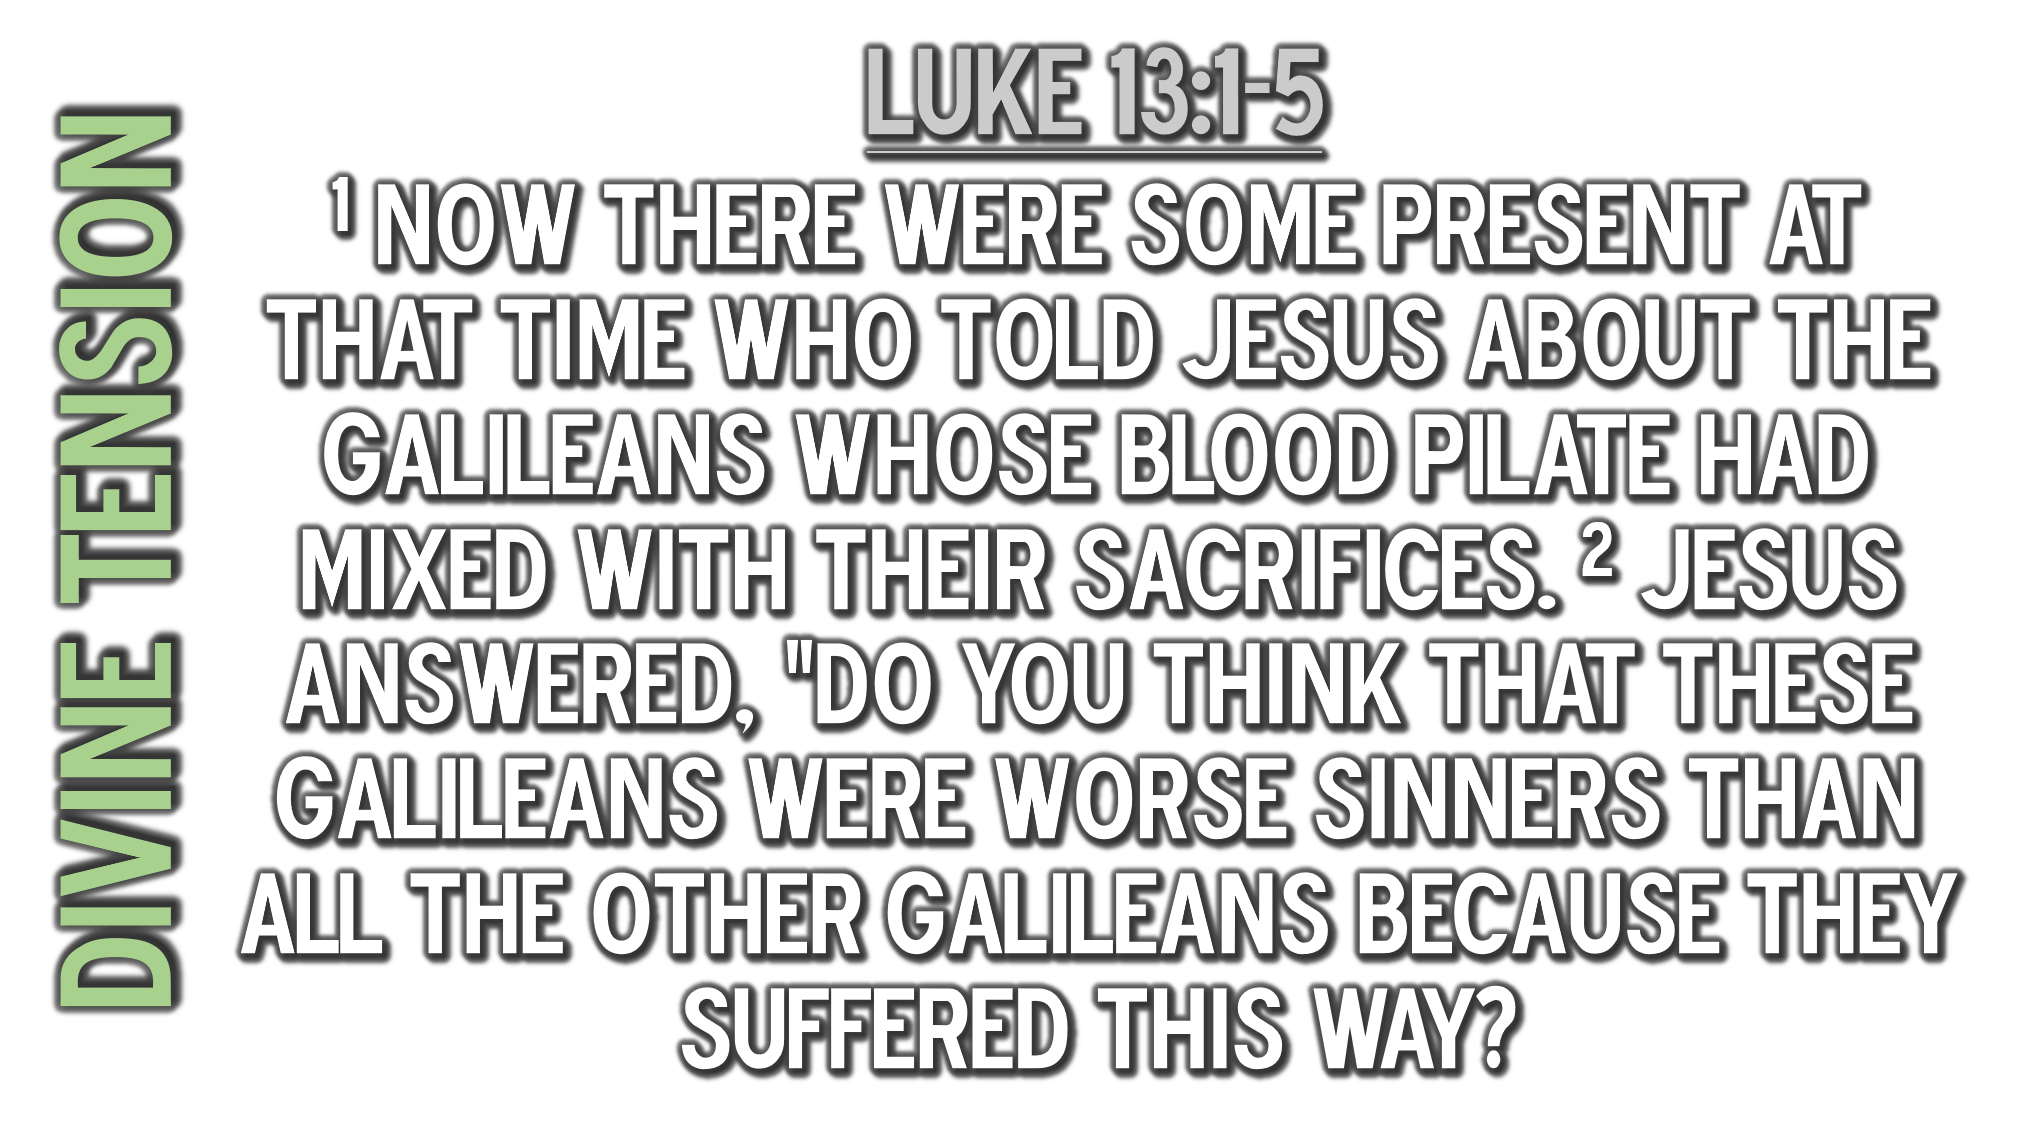 DIVINE TENSION
LUKE 13:1-5
¹ NOW THERE WERE SOME PRESENT AT
THAT TIME WHO TOLD JESUS ABOUT THE
GALILEANS WHOSE BLOOD PILATE HAD
MIXED WITH THEIR SACRIFICES. ² JESUS
ANSWERED, "DO YOU THINK THAT THESE
GALILEANS WERE WORSE SINNERS THAN
ALL THE OTHER GALILEANS BECAUSE THEY
SUFFERED THIS WAY?